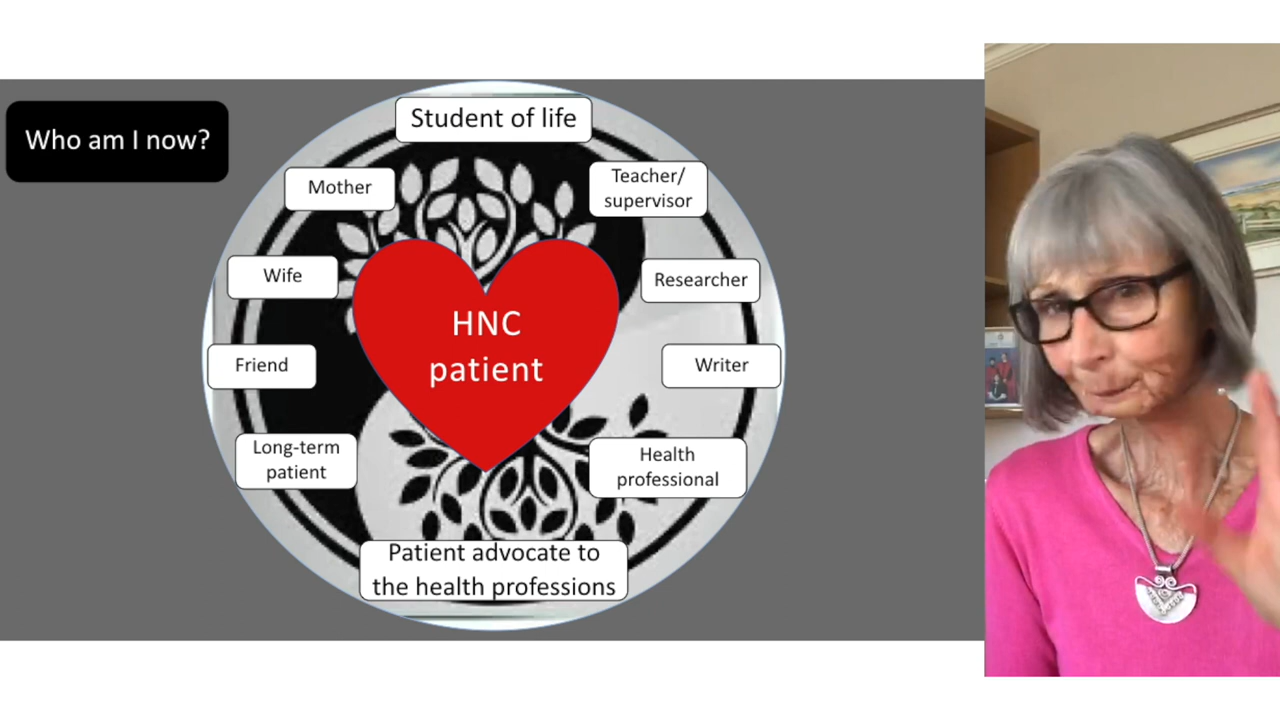 Who am I now?
Student of life
Mother
Teacher/
supervisor
Wife
Researcher
HNC
patient
Friend
Writer
Long-term
patient
Health
professional
Patient advocate to
the health professions